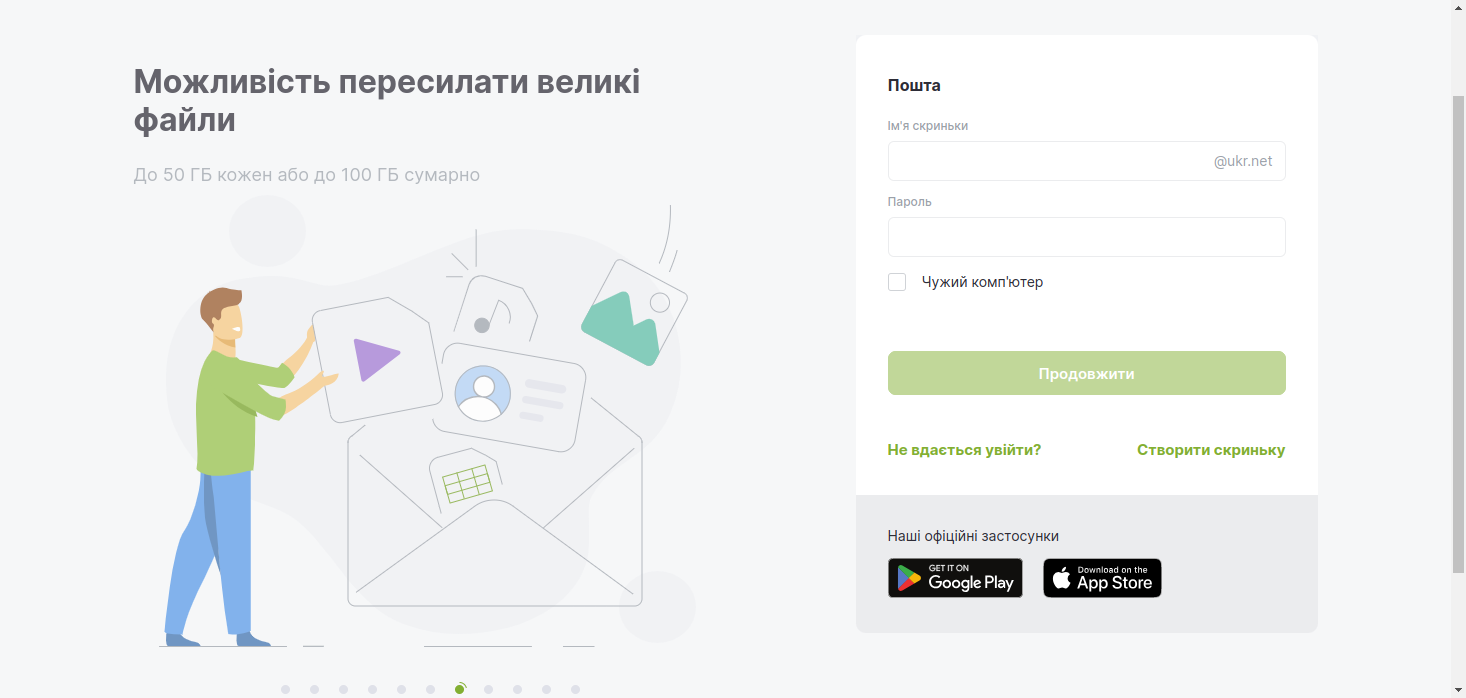 Можливість пересилати великі
файли
До 50 ГБ кожен або до 100 ГБ сумарно
Пошта
Ім'я скриньки
@ukr.net
Пароль
Чужий комп'ютер
Продовжити
Не вдається увійти?
Створити скриньку
Наші офіційні застосунки
GET IT ON
Google Play
Download on the
App Store